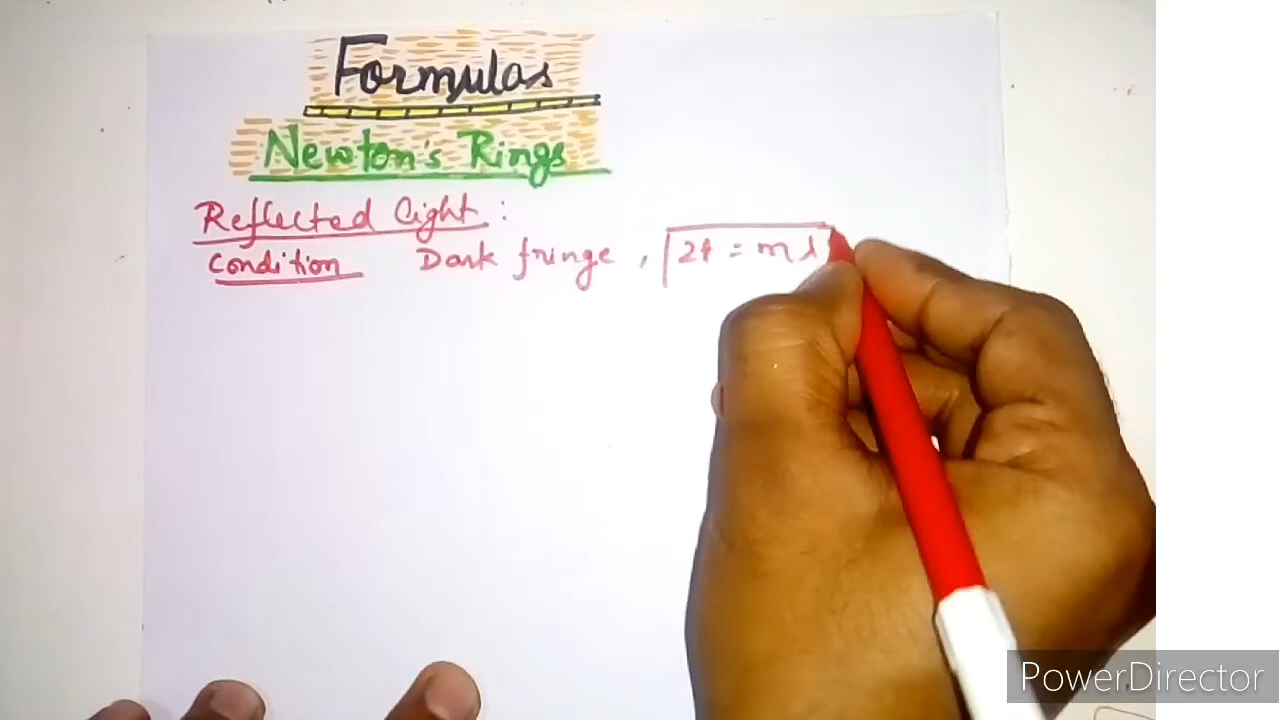 Formulas
Newton's Rings
Reflected light :
Condition Dark fringe , 2t = mλ
PowerDirector